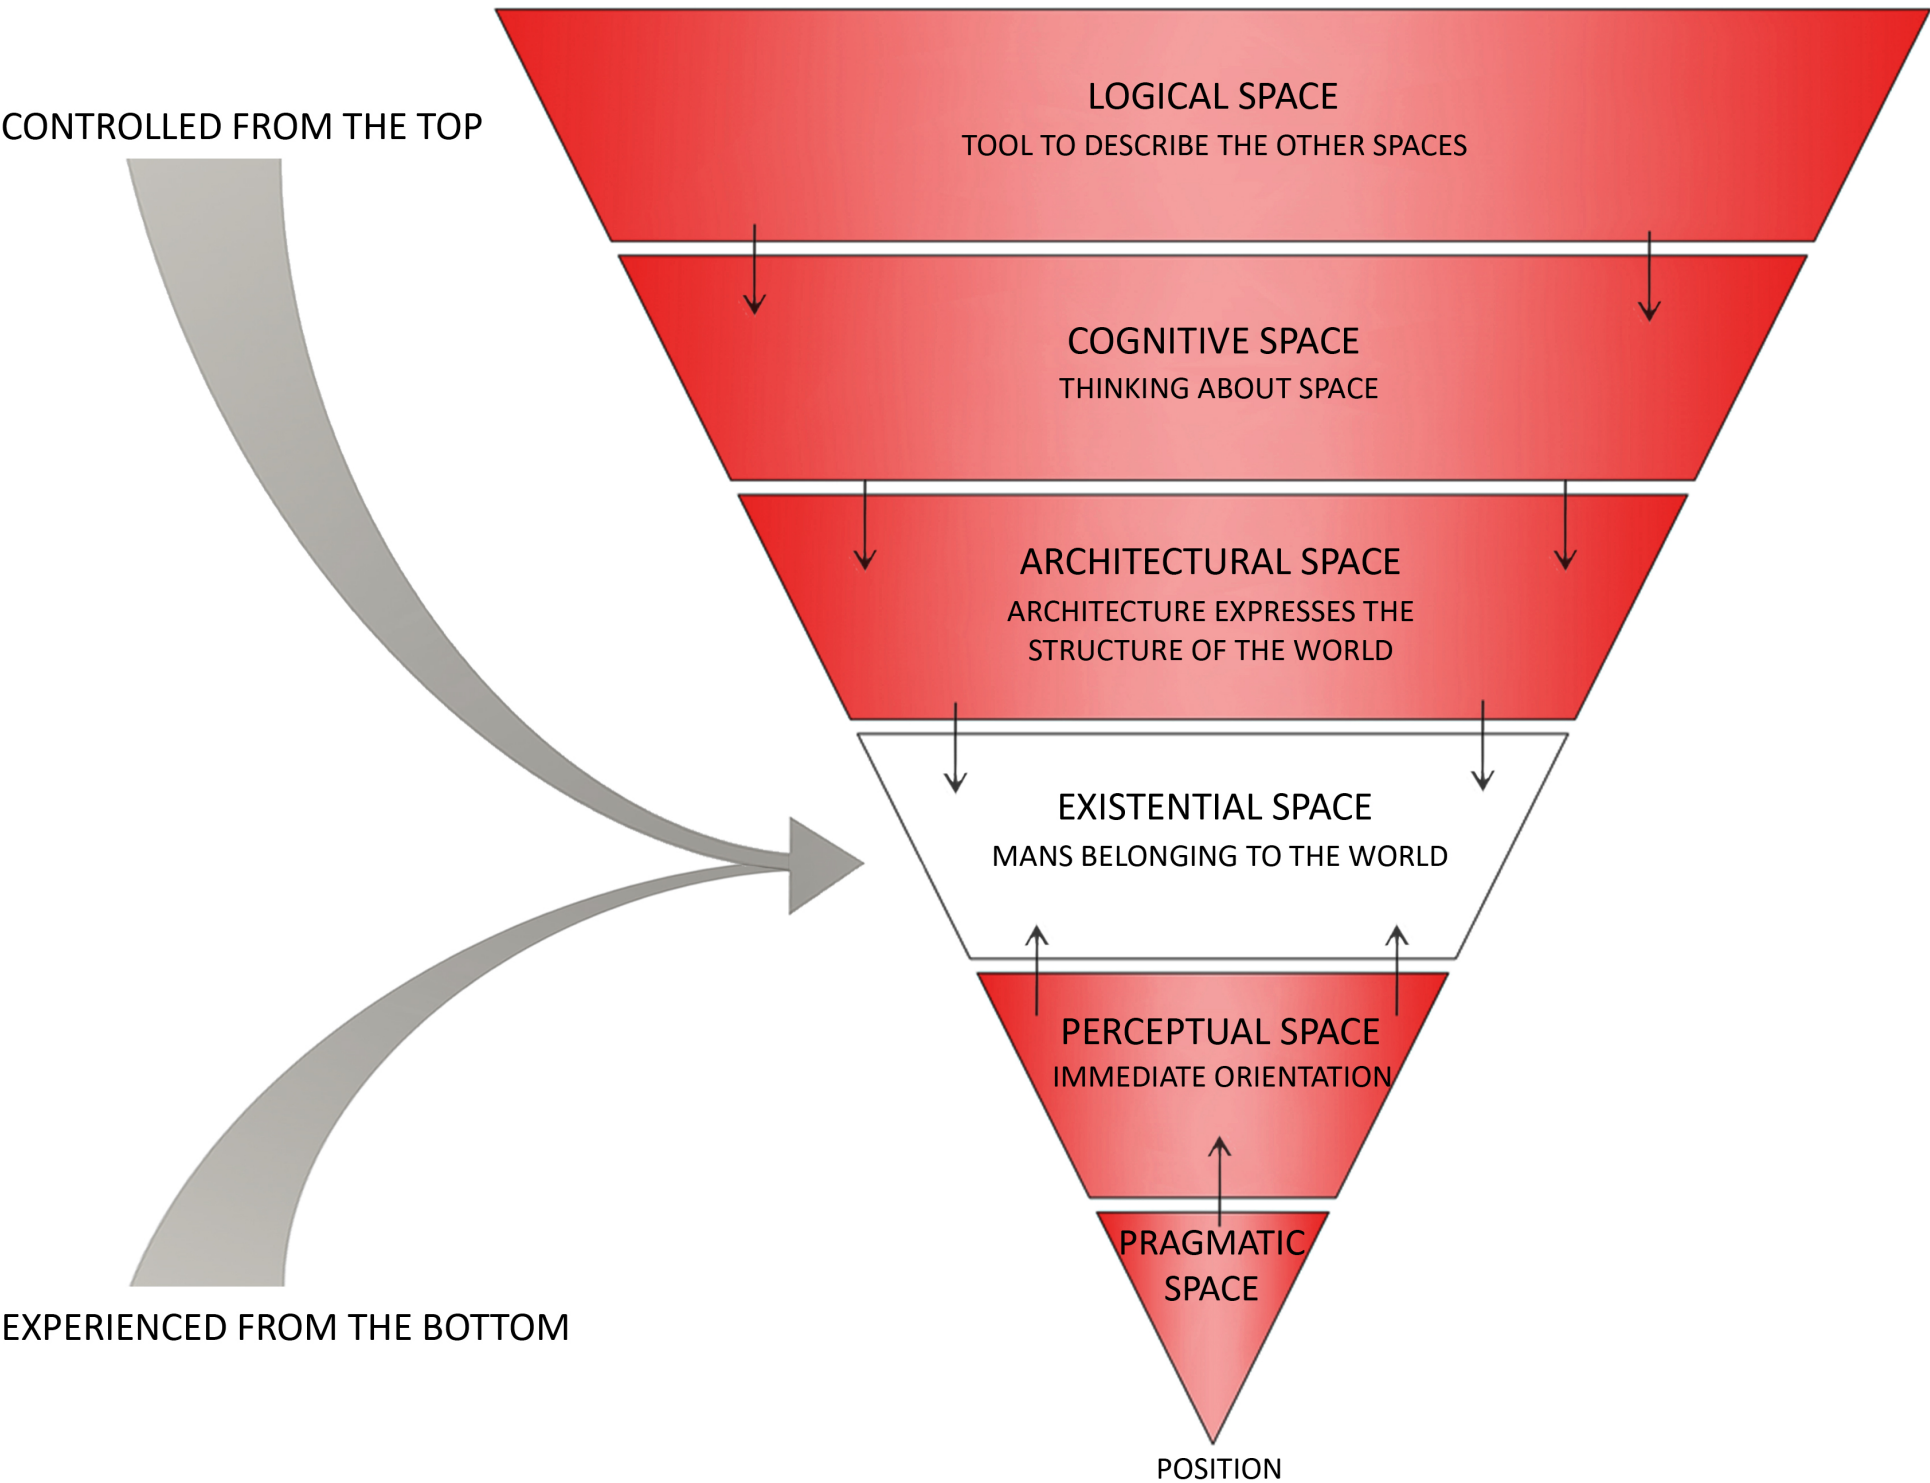 LOGICAL SPACE
TOOL TO DESCRIBE THE OTHER SPACES
CONTROLLED FROM THE TOP
COGNITIVE SPACE
THINKING ABOUT SPACE
ARCHITECTURAL SPACE
ARCHITECTURE EXPRESSES THE
STRUCTURE OF THE WORLD
EXISTENTIAL SPACE
MANS BELONGING TO THE WORLD
PERCEPTUAL SPACE
IMMEDIATE ORIENTATION
PRAGMATIC
SPACE
EXPERIENCED FROM THE BOTTOM
POSITION